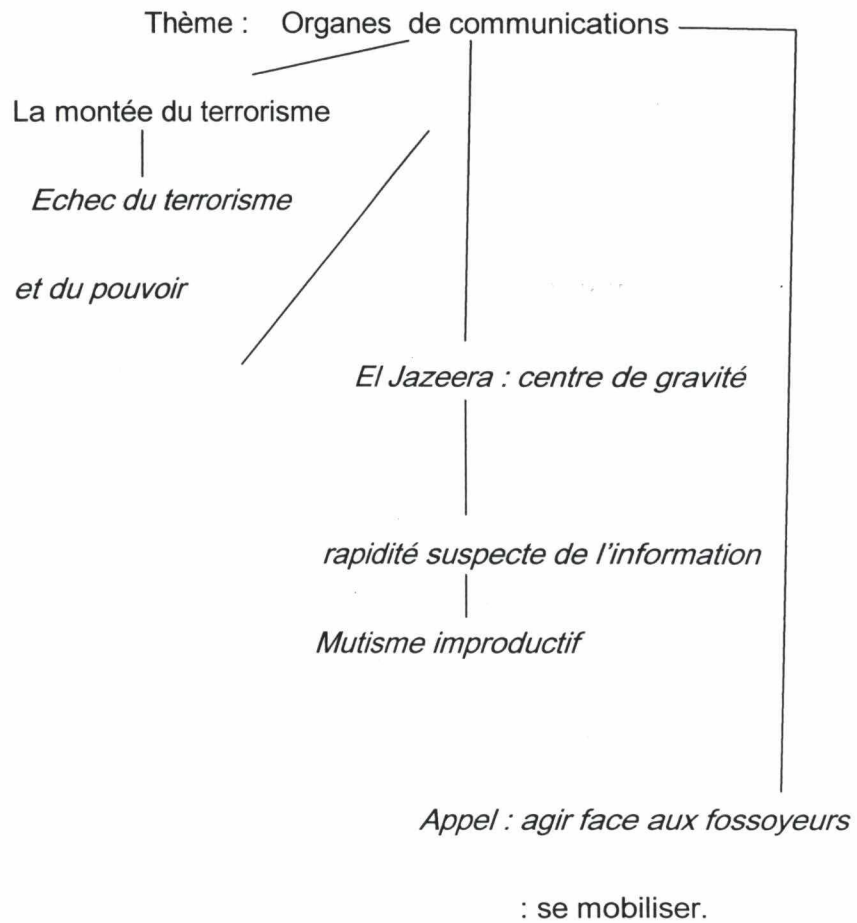 Thème : Organes de communications
La montée du terrorisme
Echec du terrorisme
et du pouvoir
El Jazeera : centre de gravité
rapidité suspecte de l'information
Mutisme improductif
Appel : agir face aux fossoyeurs
: se mobiliser.